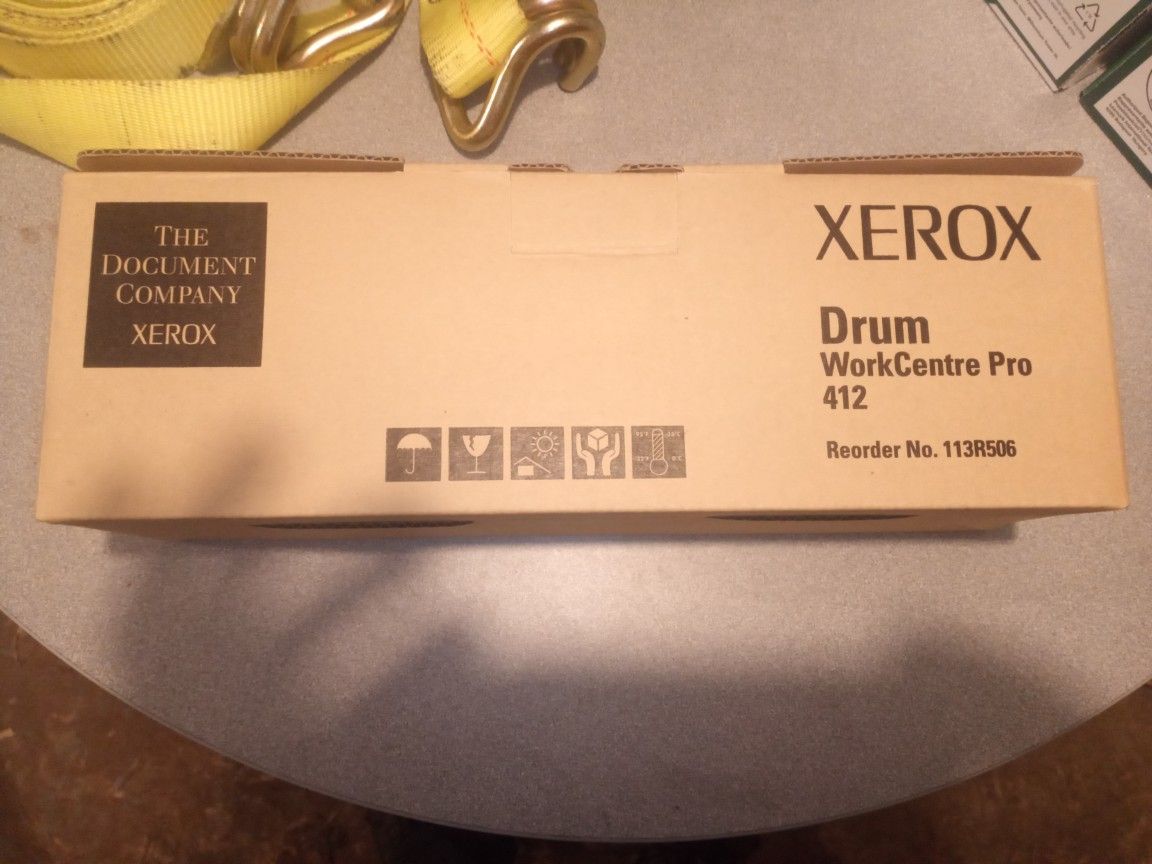 THE
DOCUMENT
COMPANY
XEROX
XEROX
Drum
WorkCentre Pro
412
Reorder No. 113R506